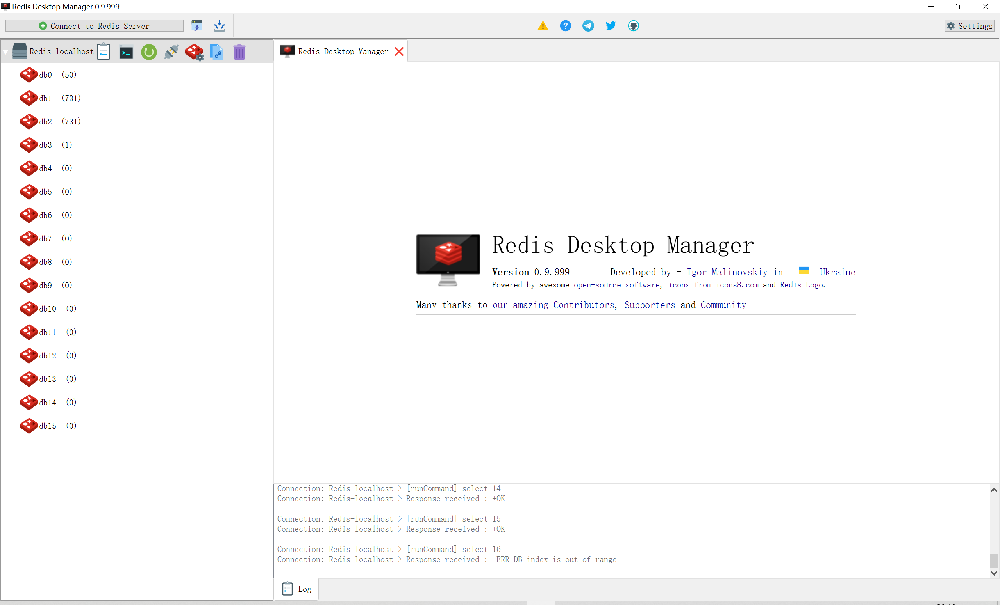 Redis Desktop Manager 0.9.999
Connect to Redis Server
Settings
Redis-localhost
Redis Desktop Manager
db0 (50)
db1 (731)
db2 (731)
db3 (1)
db4 (0)
db5 (0)
db6 (0)
db7 (0)
db8 (0)
db9 (0)
db10 (0)
db11 (0)
db12 (0)
db13 (0)
db14 (0)
db15 (0)
Redis Desktop Manager
Version 0.9.999 Developed by - Igor Malinovskiy in Ukraine
Powered by awesome open-source software, icons from icons8.com and Redis Logo.
Many thanks to our amazing Contributors, Supporters and Community
Connection: Redis-localhost > [runCommand] select 14
Connection: Redis-localhost > Response received : +OK
Connection: Redis-localhost > [runCommand] select 15
Connection: Redis-localhost > Response received : +OK
Connection: Redis-localhost > [runCommand] select 16
Connection: Redis-localhost > Response received : -ERR DB index is out of range
Log